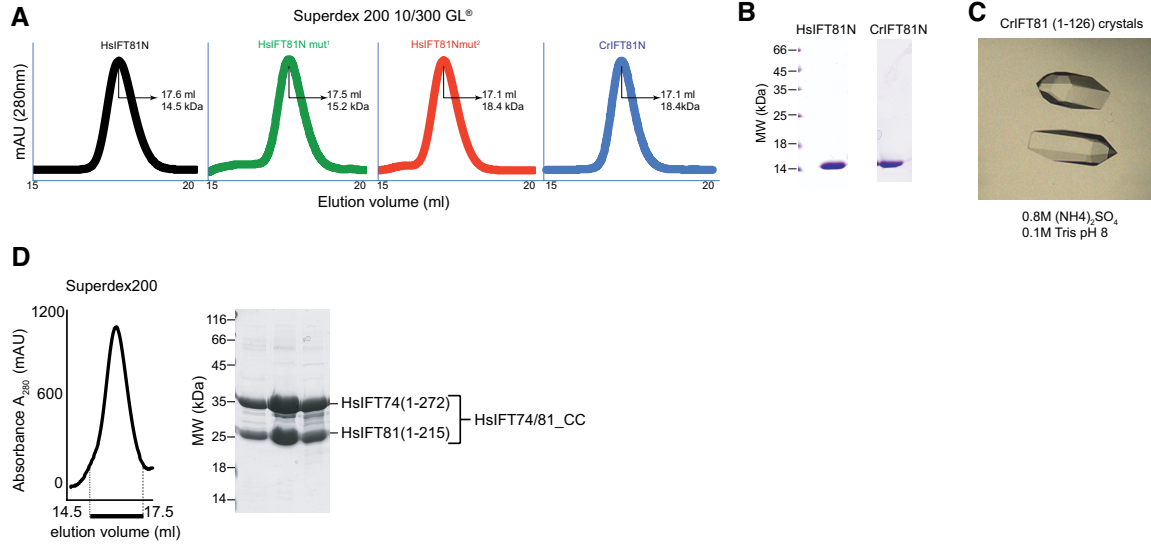 A
Superdex 200 10/300 GL®
mAU (280nm)
HsIFT81N
17.6 ml
14.5 kDa
15
20
HsIFT81N mut¹
17.5 ml
15.2 kDa
15
20
HsIFT81Nmut²
17.1 ml
18.4 kDa
15
20
CrIFT81N
17.1 ml
18.4kDa
15
20
Elution volume (ml)
B
HsIFT81N CrIFT81N
MW (kDa)
66
45
35
25
18
14
C
CrIFT81 (1-126) crystals
0.8M (NH4)₂SO₄
0.1M Tris pH 8
D
Superdex200
Absorbance A₂₈₀ (mAU)
1200
600
0
14.5
17.5
elution volume (ml)
MW (kDa)
116
66
45
35
25
18
14
HsIFT74(1-272)
HsIFT81(1-215)
HsIFT74/81_CC